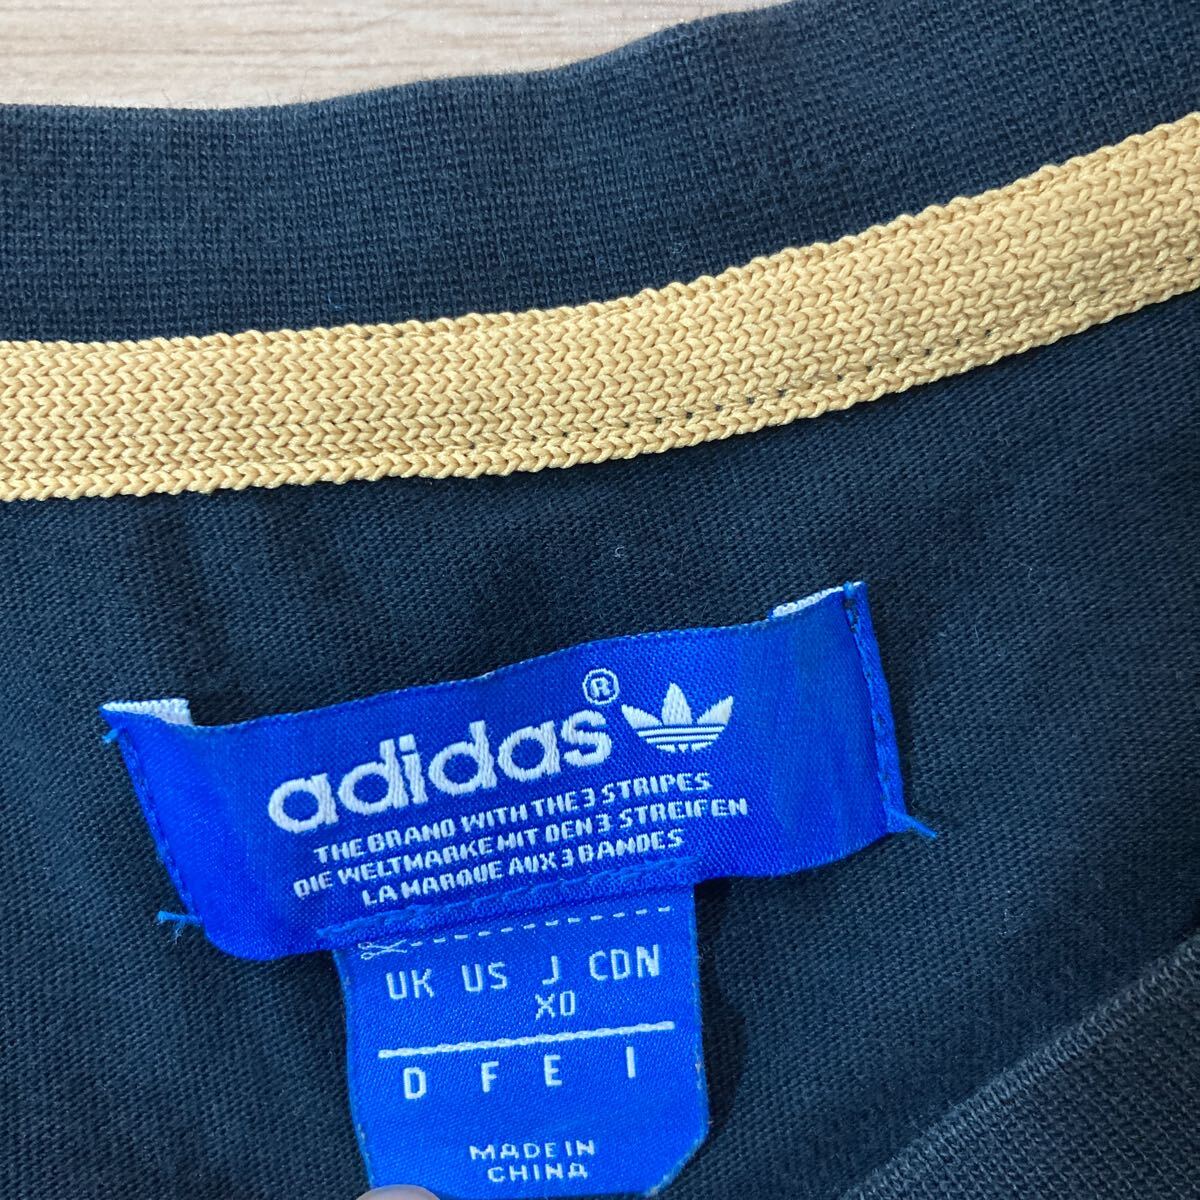 adidas®
THE BRAND WITH THE 3 STRIPES
DIE WELTMARKE MIT DEN 3 STREIFEN
LA MARQUE AUX 3 BANDES
UK US J CDN
XO
D F E I
MADE IN
CHINA